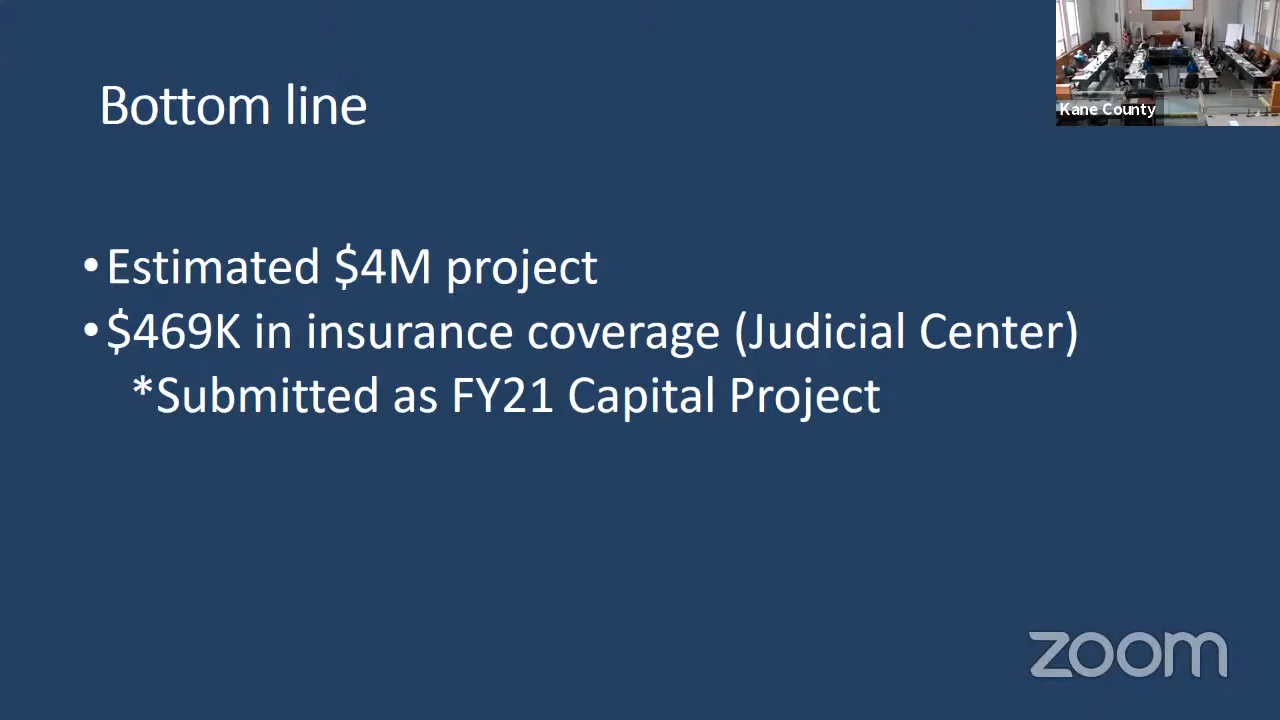 Bottom line
Kane County
•Estimated $4M project
•$469K in insurance coverage (Judicial Center)
*Submitted as FY21 Capital Project
zoom